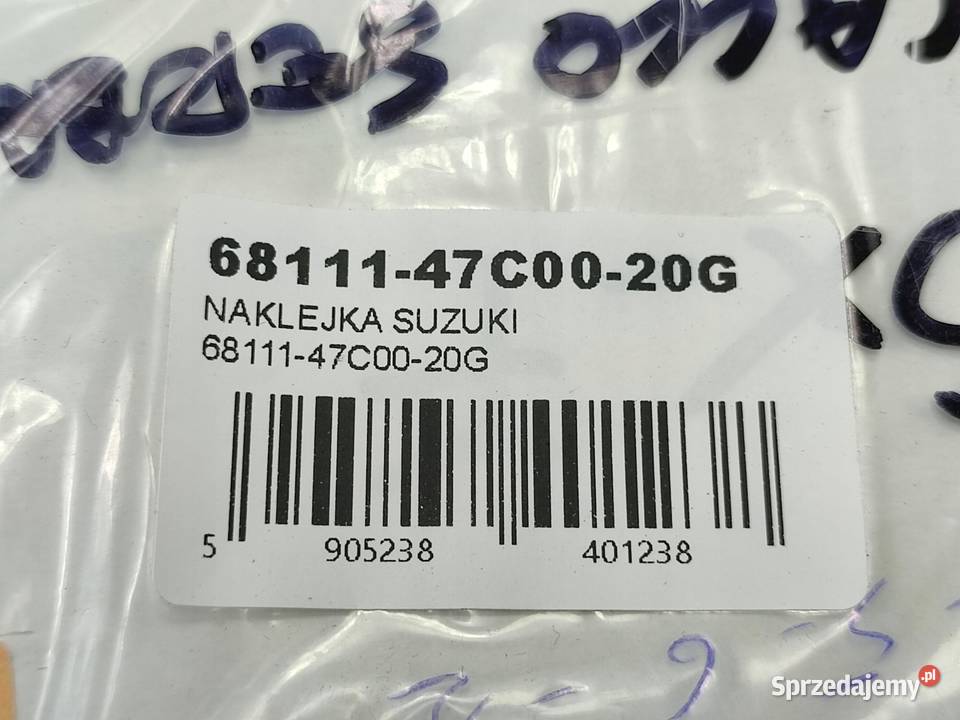 68111-47C00-20G
NAKLEJKA SUZUKI
68111-47C00-20G
5 905238 401238
Sprzedajemy.pl